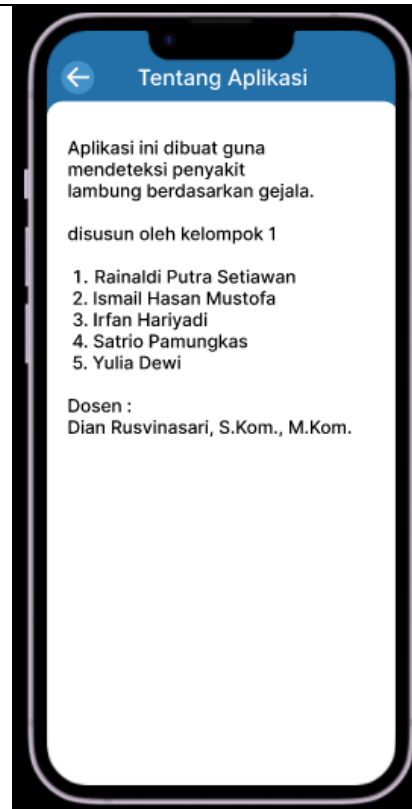 Tentang Aplikasi
Aplikasi ini dibuat guna
mendeteksi penyakit
lambung berdasarkan gejala.
disusun oleh kelompok 1
1. Rainaldi Putra Setiawan
2. Ismail Hasan Mustofa
3. Irfan Hariyadi
4. Satrio Pamungkas
5. Yulia Dewi
Dosen :
Dian Rusvinasari, S.Kom., M.Kom.